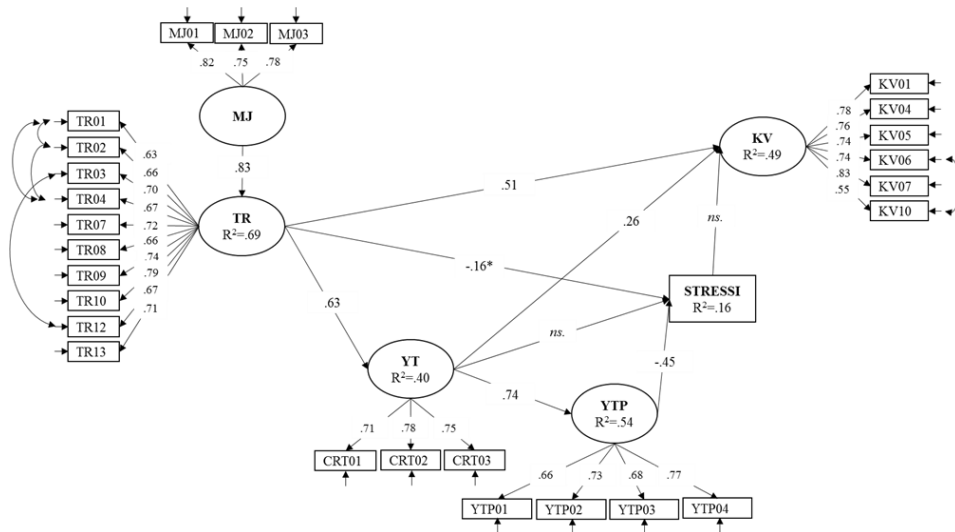 MJ01 MJ02 MJ03
.82 .75 .78
MJ
.83
TR01
TR02
TR03
TR04
TR07
TR08
TR09
TR10
TR12
TR13
.63
.66
.70
.67
.72
.66
.74
.79
.67
.71
TR
R²=.69
.51
-.16*
.63
.26
KV
R²=.49
.78
.76
.74
.74
.83
.55
KV01
KV04
KV05
KV06
KV07
KV10
ns.
STRESSI
R²=.16
ns.
-.45
YT
R²=.40
.74
.71 .78 .75
CRT01 CRT02 CRT03
YTP
R²=.54
.66 .73 .68 .77
YTP01 YTP02 YTP03 YTP04